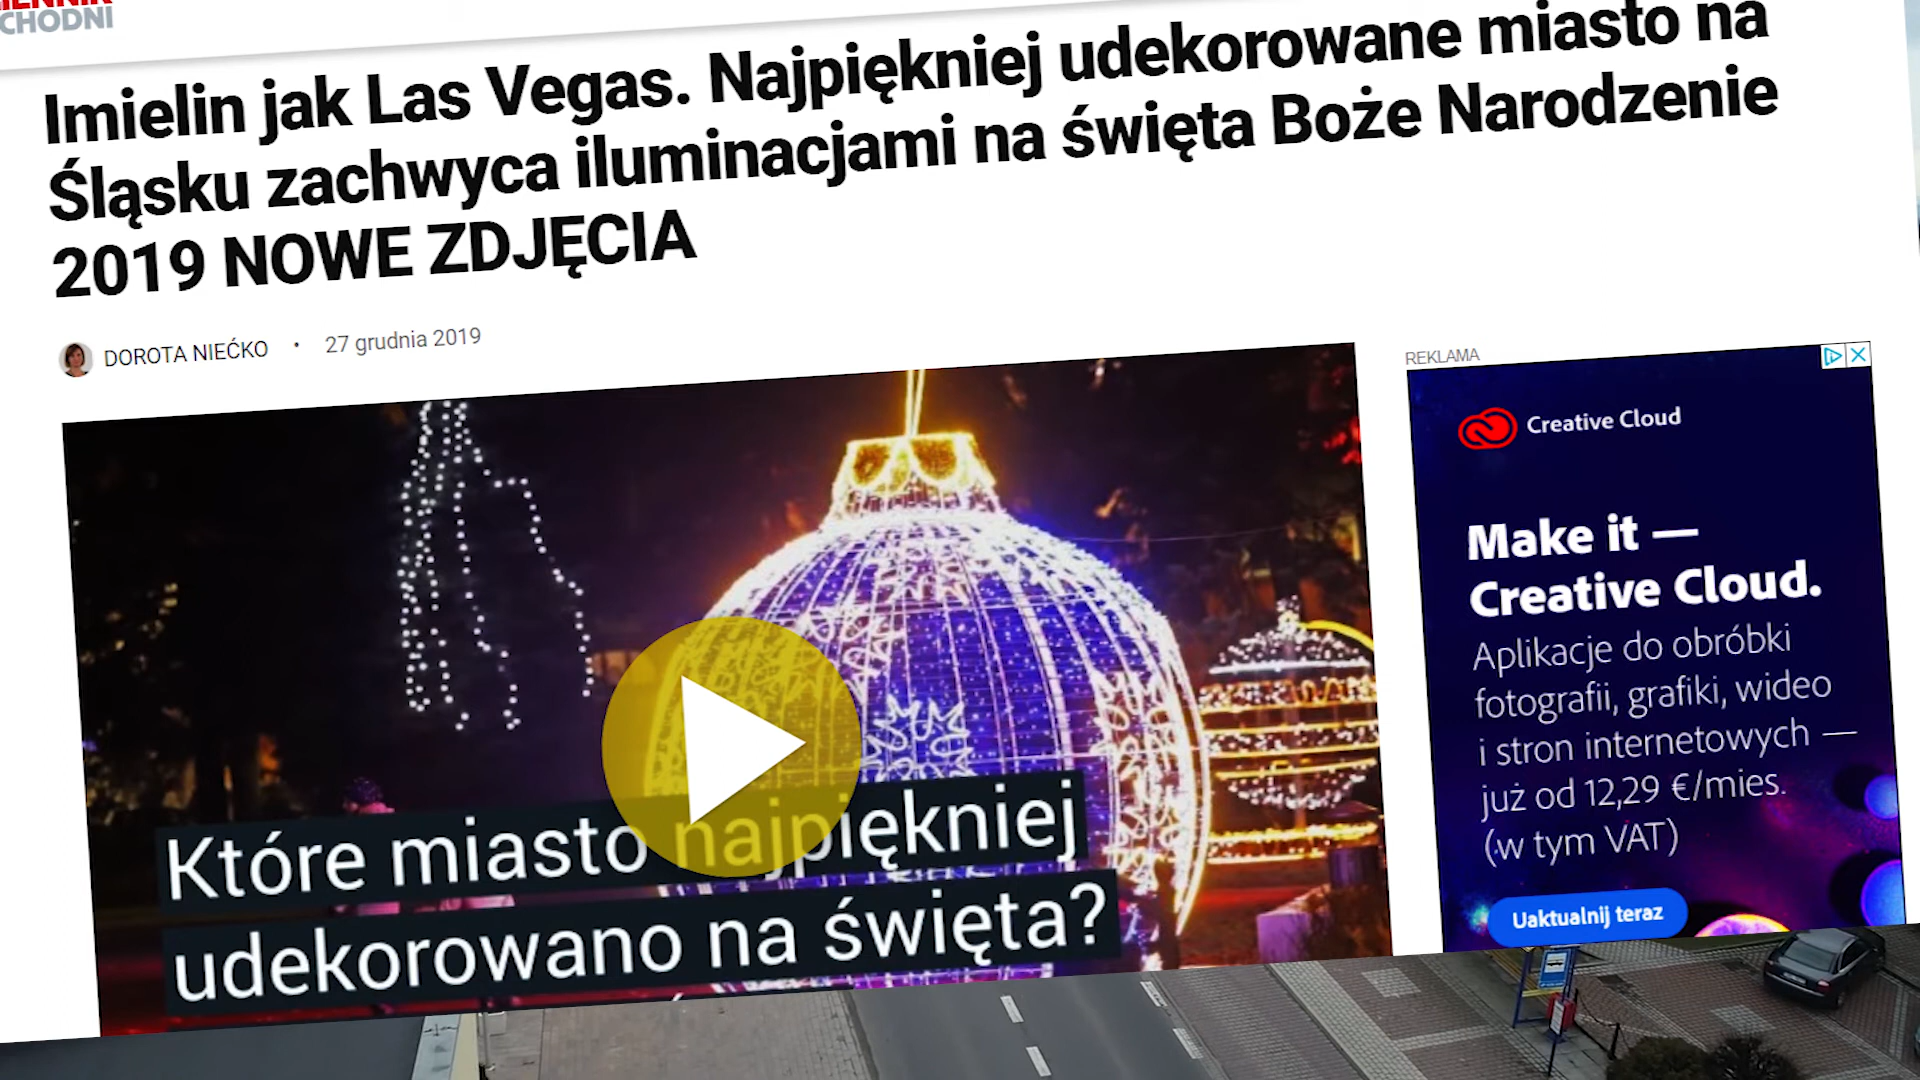 CHODNI
Imielin jak Las Vegas. Najpiękniej udekorowane miasto na
Śląsku zachwyca iluminacjami na święta Boże Narodzenie
2019 NOWE ZDJĘCIA
DOROTA NIEĆKO • 27 grudnia 2019
Które miasto najpiękniej
udekorowano na święta?
REKLAMA
Creative Cloud
Make it —
Creative Cloud.
Aplikacje do obróbki
fotografii, grafiki, wideo
i stron internetowych —
już od 12,29 €/mies.
(w tym VAT)
Uaktualnij teraz